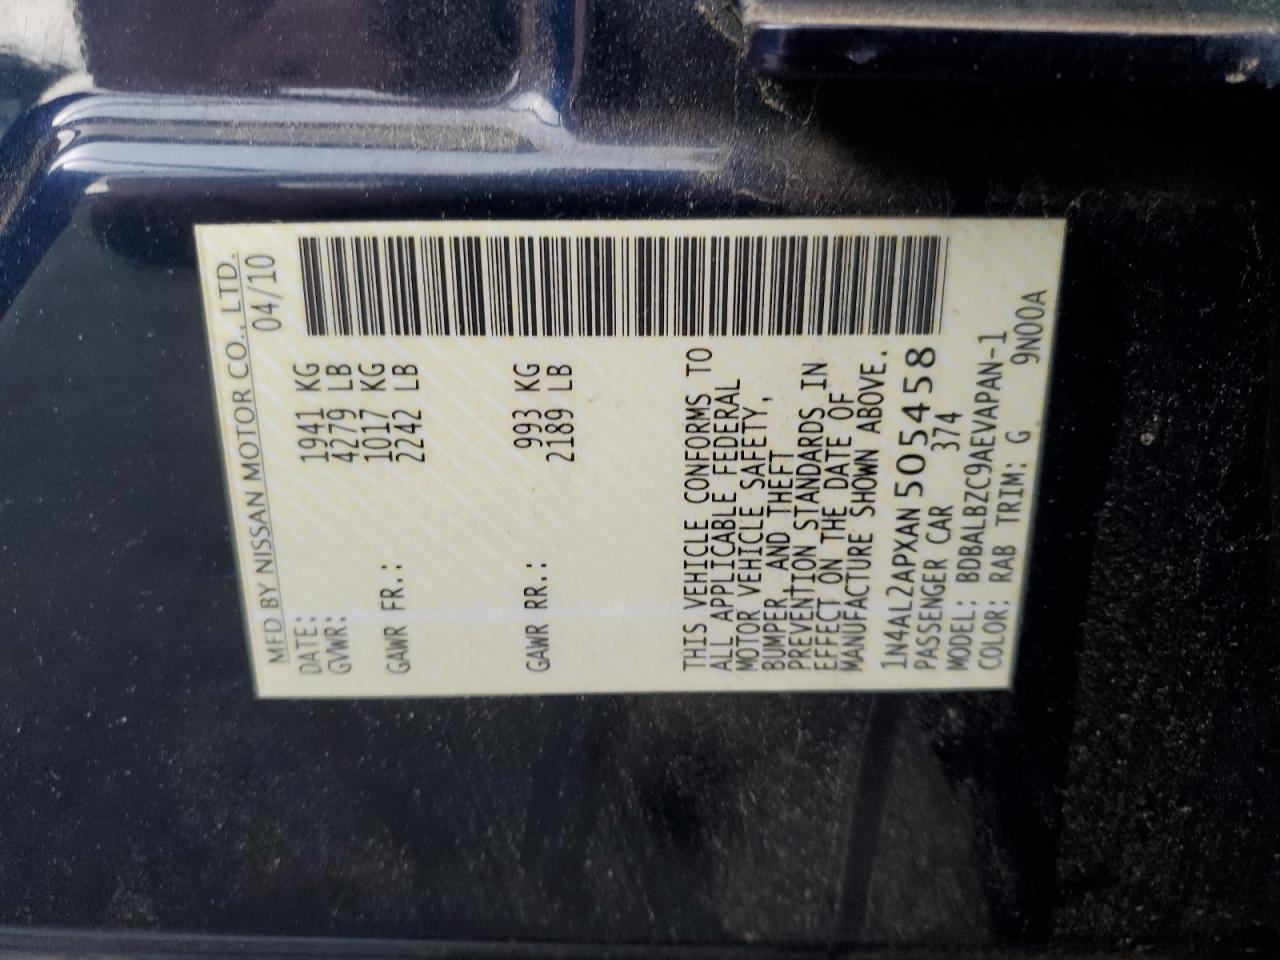 MFD BY NISSAN MOTOR CO., LTD.
DATE: 04/10
GVWR: 1941 KG
4279 LB
GAWR FR.: 1017 KG
2242 LB
GAWR RR.: 993 KG
2189 LB
THIS VEHICLE CONFORMS TO
ALL APPLICABLE FEDERAL
MOTOR VEHICLE SAFETY,
BUMPER, AND THEFT
PREVENTION STANDARDS IN
EFFECT ON THE DATE OF
MANUFACTURE SHOWN ABOVE.
1N4AL2APXAN505458
PASSENGER CAR 374
MODEL: BDBALBZC9AEVAPAN-1
COLOR: RAB TRIM: G 9N00A